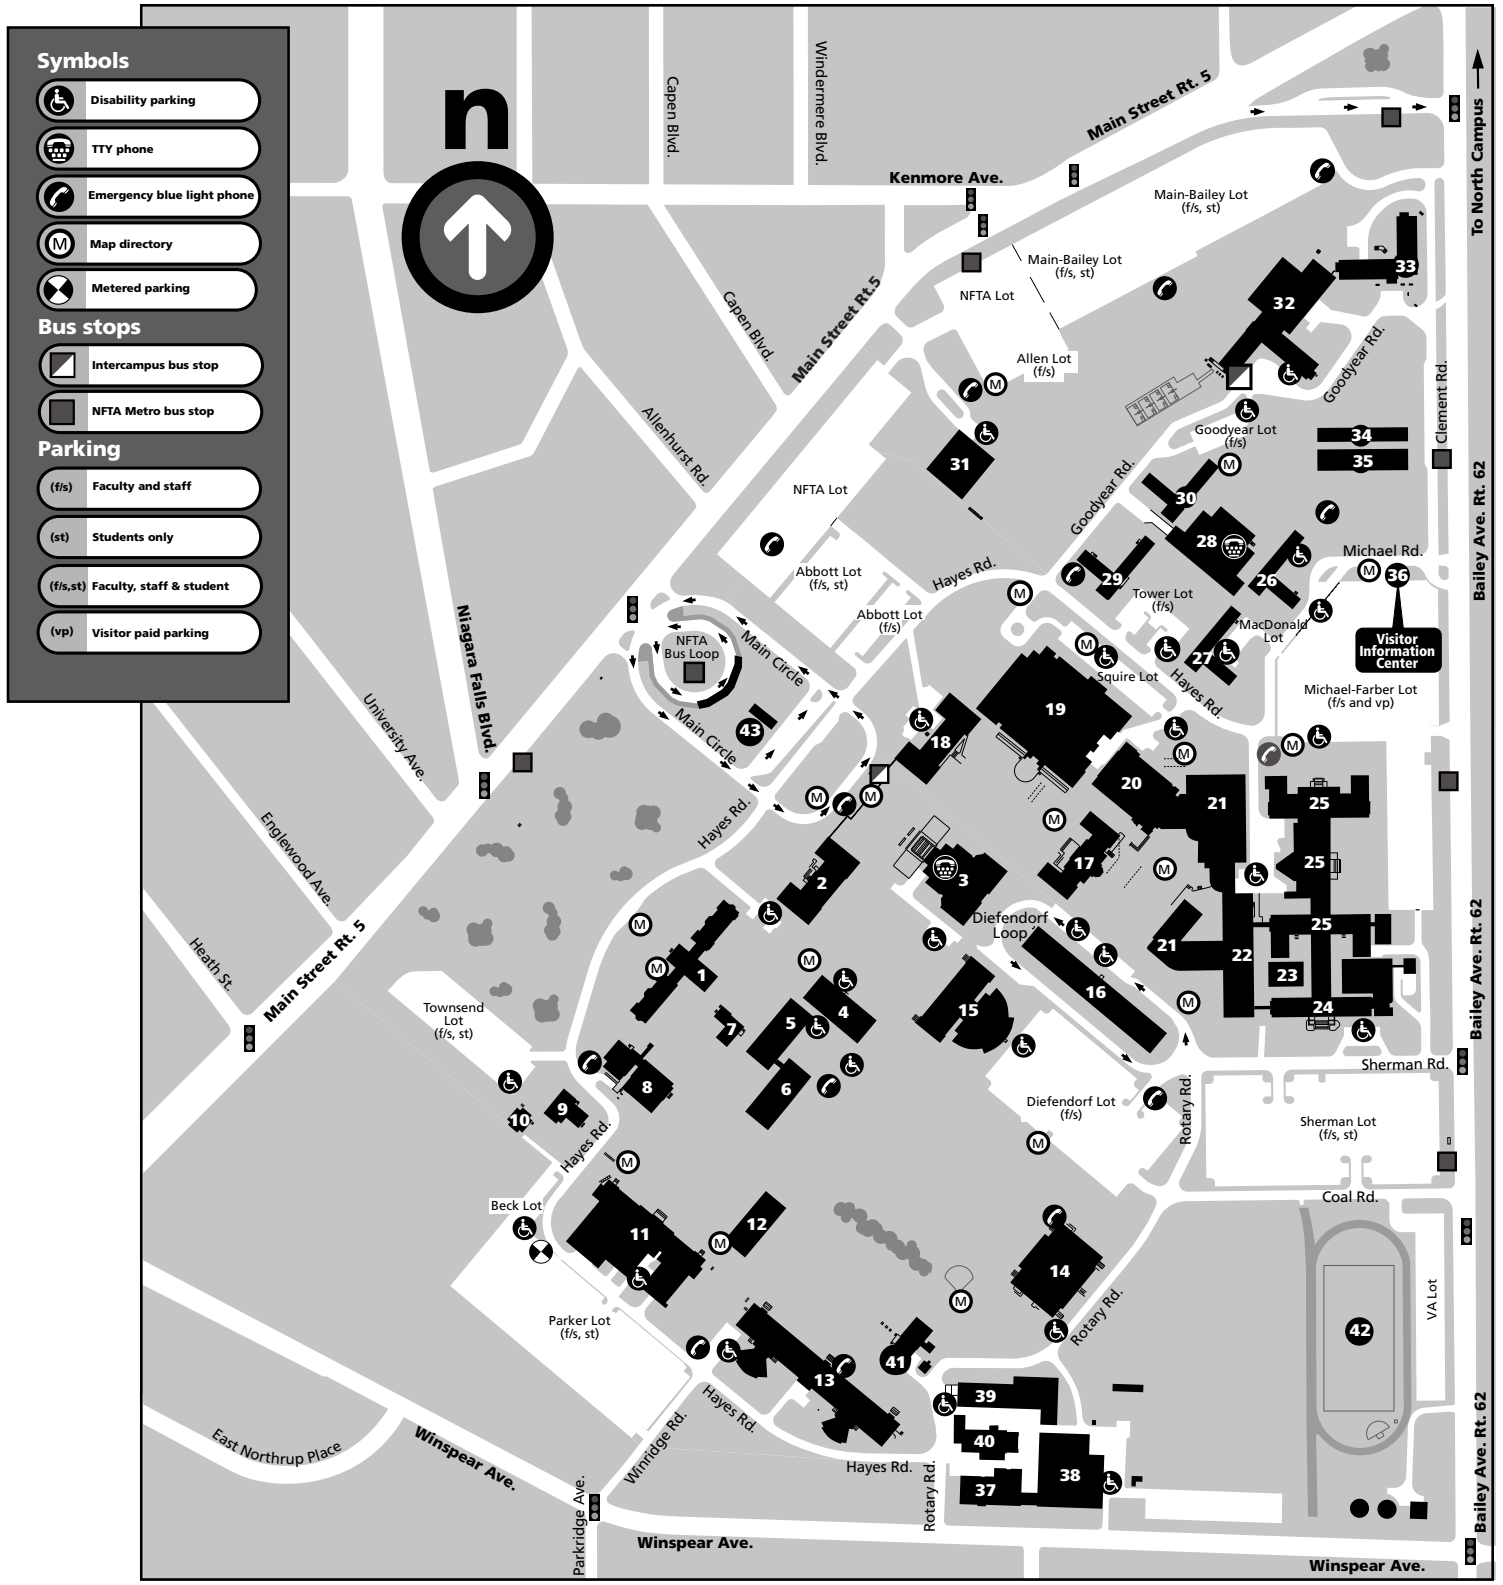 Symbols
Disability parking
TTY phone
Emergency blue light phone
M
Map directory
Metered parking
Bus stops
Intercampus bus stop
NFTA Metro bus stop
Parking
(f/s)
Faculty and staff
(st)
Students only
(f/s,st)
Faculty, staff & student
(vp)
Visitor paid parking
n
Capen Blvd.
Windermere Blvd.
Main Street Rt. 5
To North Campus
Kenmore Ave.
Main-Bailey Lot
(f/s, st)
Main-Bailey Lot
(f/s, st)
NFTA Lot
33
32
Capen Blvd.
Main Street Rt.5
Allen Lot
(f/s)
M
Goodyear Rd.
Clement Rd.
Allenhurst Rd.
Goodyear Lot
(f/s)
34
35
31
M
NFTA Lot
Goodyear Rd.
30
Bailey Ave. Rt. 62
28
Michael Rd.
M
36
Abbott Lot
(f/s, st)
Hayes Rd.
29
26
M
Tower Lot
(f/s)
Abbott Lot
(f/s)
MacDonald
Lot
Visitor
Information
Center
Niagara Falls Blvd.
NFTA
Bus Loop
Main Circle
M
27
Squire Lot
Hayes Rd.
Michael-Farber Lot
(f/s and vp)
University Ave.
Main Circle
43
19
18
M
M
20
21
25
M
M
Hayes Rd.
M
Englewood Ave.
2
3
17
M
25
Diefendorf
Loop
25
M
Heath St.
Main Street Rt. 5
M
1
M
21
22
23
16
M
24
Bailey Ave. Rt. 62
Townsend
Lot
(f/s, st)
7
5
4
15
8
6
Sherman Rd.
9
10
Diefendorf Lot
(f/s)
Rotary Rd.
Sherman Lot
(f/s, st)
Hayes Rd.
M
M
Coal Rd.
Beck Lot
11
12
M
14
M
VA Lot
Parker Lot
(f/s, st)
Rotary Rd.
42
41
13
39
Hayes Rd.
40
38
37
Hayes Rd.
Rotary Rd.
Winridge Rd.
East Northrup Place
Winspear Ave.
Parkridge Ave.
Bailey Ave. Rt. 62
Winspear Ave.
Winspear Ave.